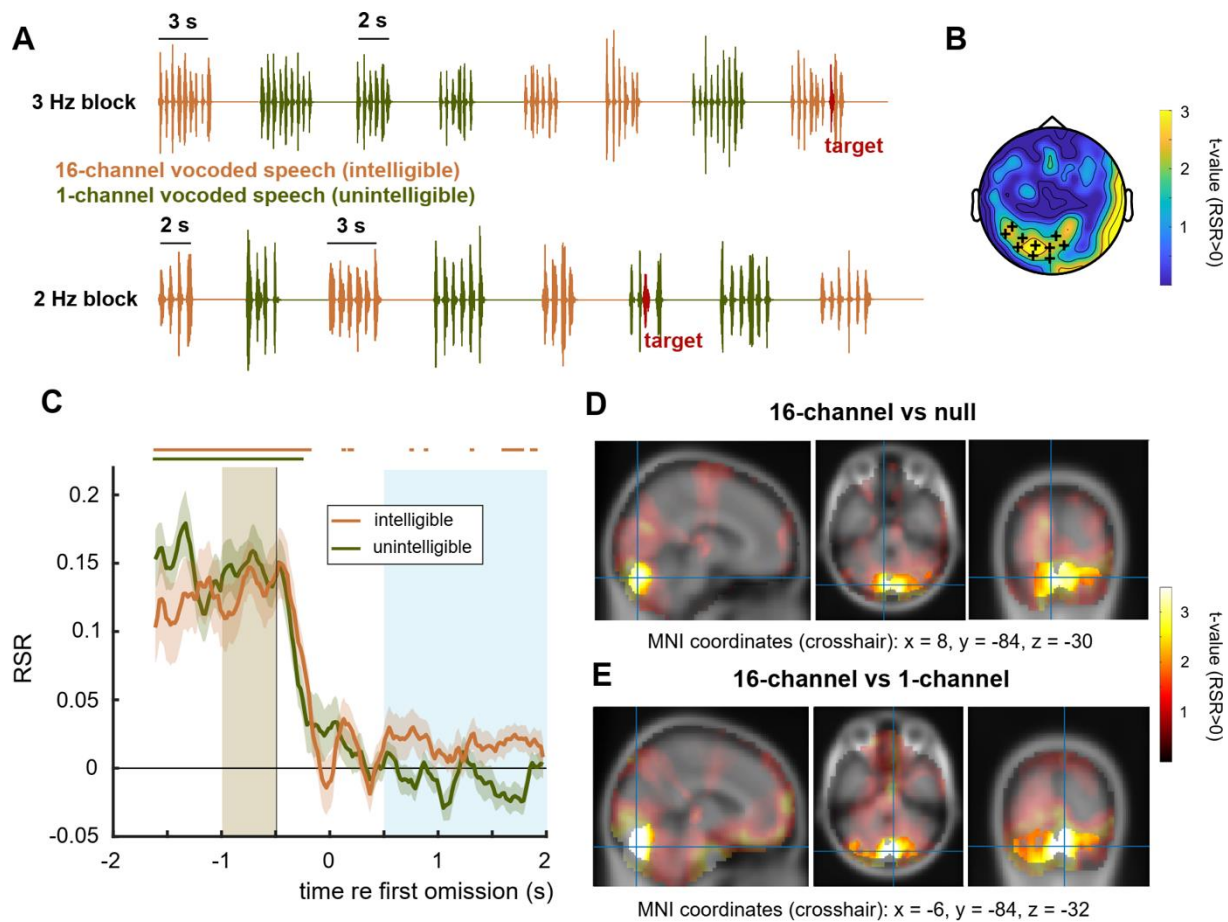 A
3 s
2 s
3 Hz block
target
16-channel vocoded speech (intelligible)
1-channel vocoded speech (unintelligible)
2 s
3 s
2 Hz block
target
B
3
2
1
t-value (RSR>0)
C
0.2
0.15
0.1
0.05
0
-0.05
RSR
intelligible
unintelligible
-2
-1
0
1
2
time re first omission (s)
D
16-channel vs null
MNI coordinates (crosshair): x = 8, y = -84, z = -30
E
16-channel vs 1-channel
MNI coordinates (crosshair): x = -6, y = -84, z = -32
3
2
1
t-value (RSR>0)